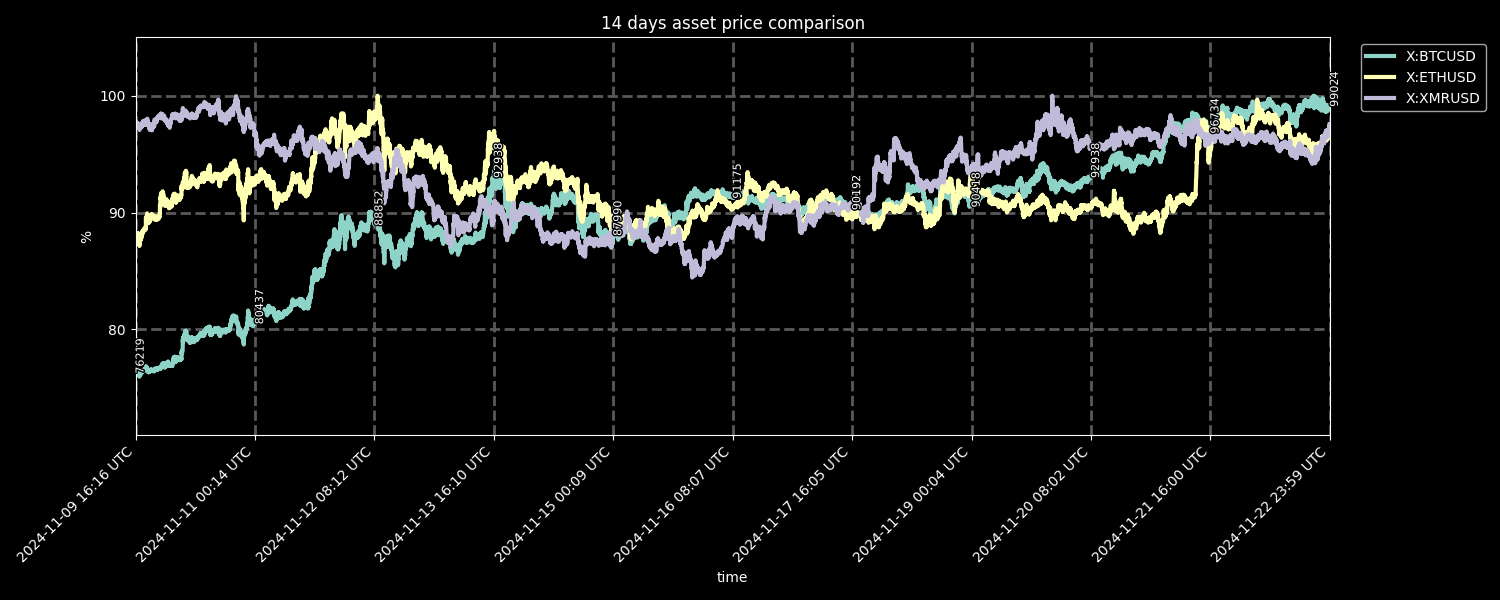 14 days asset price comparison
X:BTCUSD
X:ETHUSD
X:XMRUSD
%
100
90
80
76219
80437
88852
92938
87990
91175
90192
90418
92938
96734
99024
2024-11-09 16:16 UTC
2024-11-11 00:14 UTC
2024-11-12 08:12 UTC
2024-11-13 16:10 UTC
2024-11-15 00:09 UTC
2024-11-16 08:07 UTC
2024-11-17 16:05 UTC
2024-11-19 00:04 UTC
2024-11-20 08:02 UTC
2024-11-21 16:00 UTC
2024-11-22 23:59 UTC
time